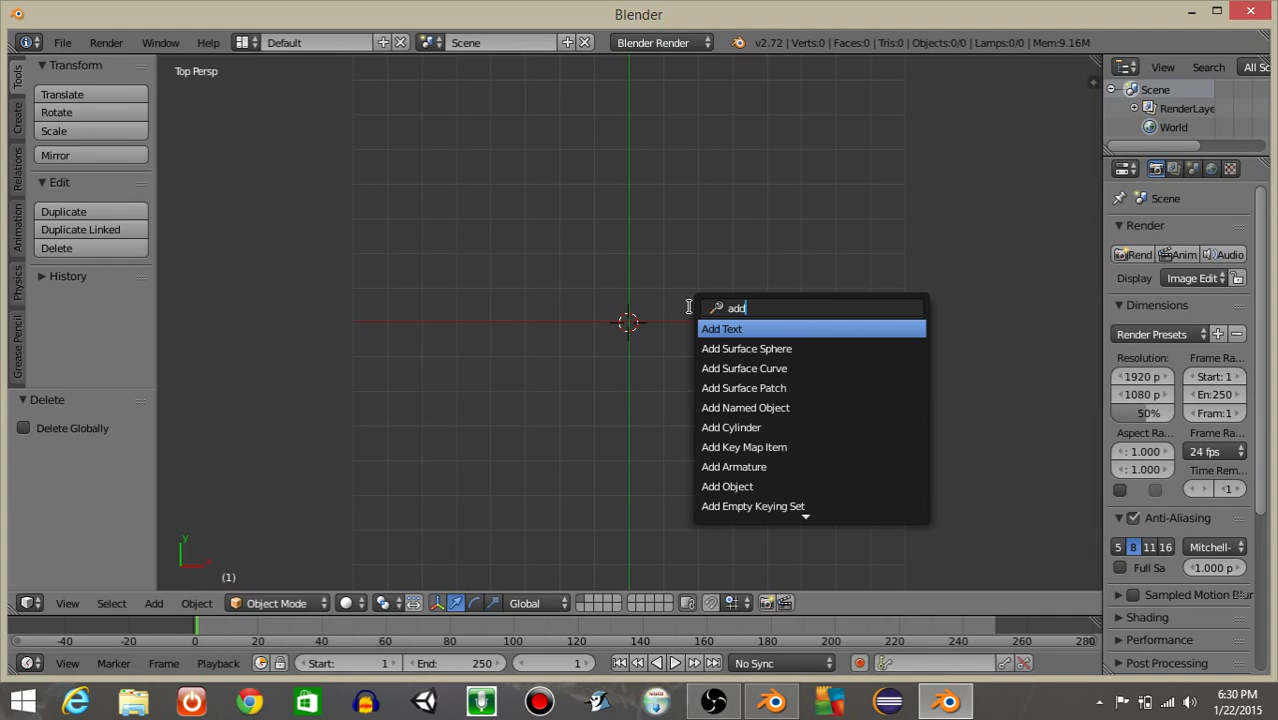 Blender
File Render Window Help Default Scene Blender Render v2.72 | Verts:0 | Faces:0 | Tris:0 | Objects:0/0 | Lamps:0/0 | Mem:9.16M
Tools
Create
Relations
Animation
Physics
Grease Pencil
Transform
Translate
Rotate
Scale
Mirror
Edit
Duplicate
Duplicate Linked
Delete
History
Delete
Delete Globally
Top Persp
add
Add Text
Add Surface Sphere
Add Surface Curve
Add Surface Patch
Add Named Object
Add Cylinder
Add Key Map Item
Add Armature
Add Object
Add Empty Keying Set
y
x
(1)
View Select Add Object Object Mode Global
-40 -20 0 20 40 60 80 100 120 140 160 180 200 220 240 260 280
View Marker Frame Playback Start: 1 End: 250 1 No Sync
View Search All Sc
Scene
RenderLaye
World
Scene
Render
Rend Anim Audio
Display Image Edit
Dimensions
Render Presets
Resolution: Frame Ra
1920 p Start: 1
1080 p En:250
50% Fram:1
Aspect Ra... Frame Ra
: 1.000 24 fps
: 1.000 Time Rem...
1
Anti-Aliasing
5 8 11 16 Mitchell-
Full Sa 1.000 p
Sampled Motion Blur
Shading
Performance
Post Processing
6:30 PM
1/22/2015